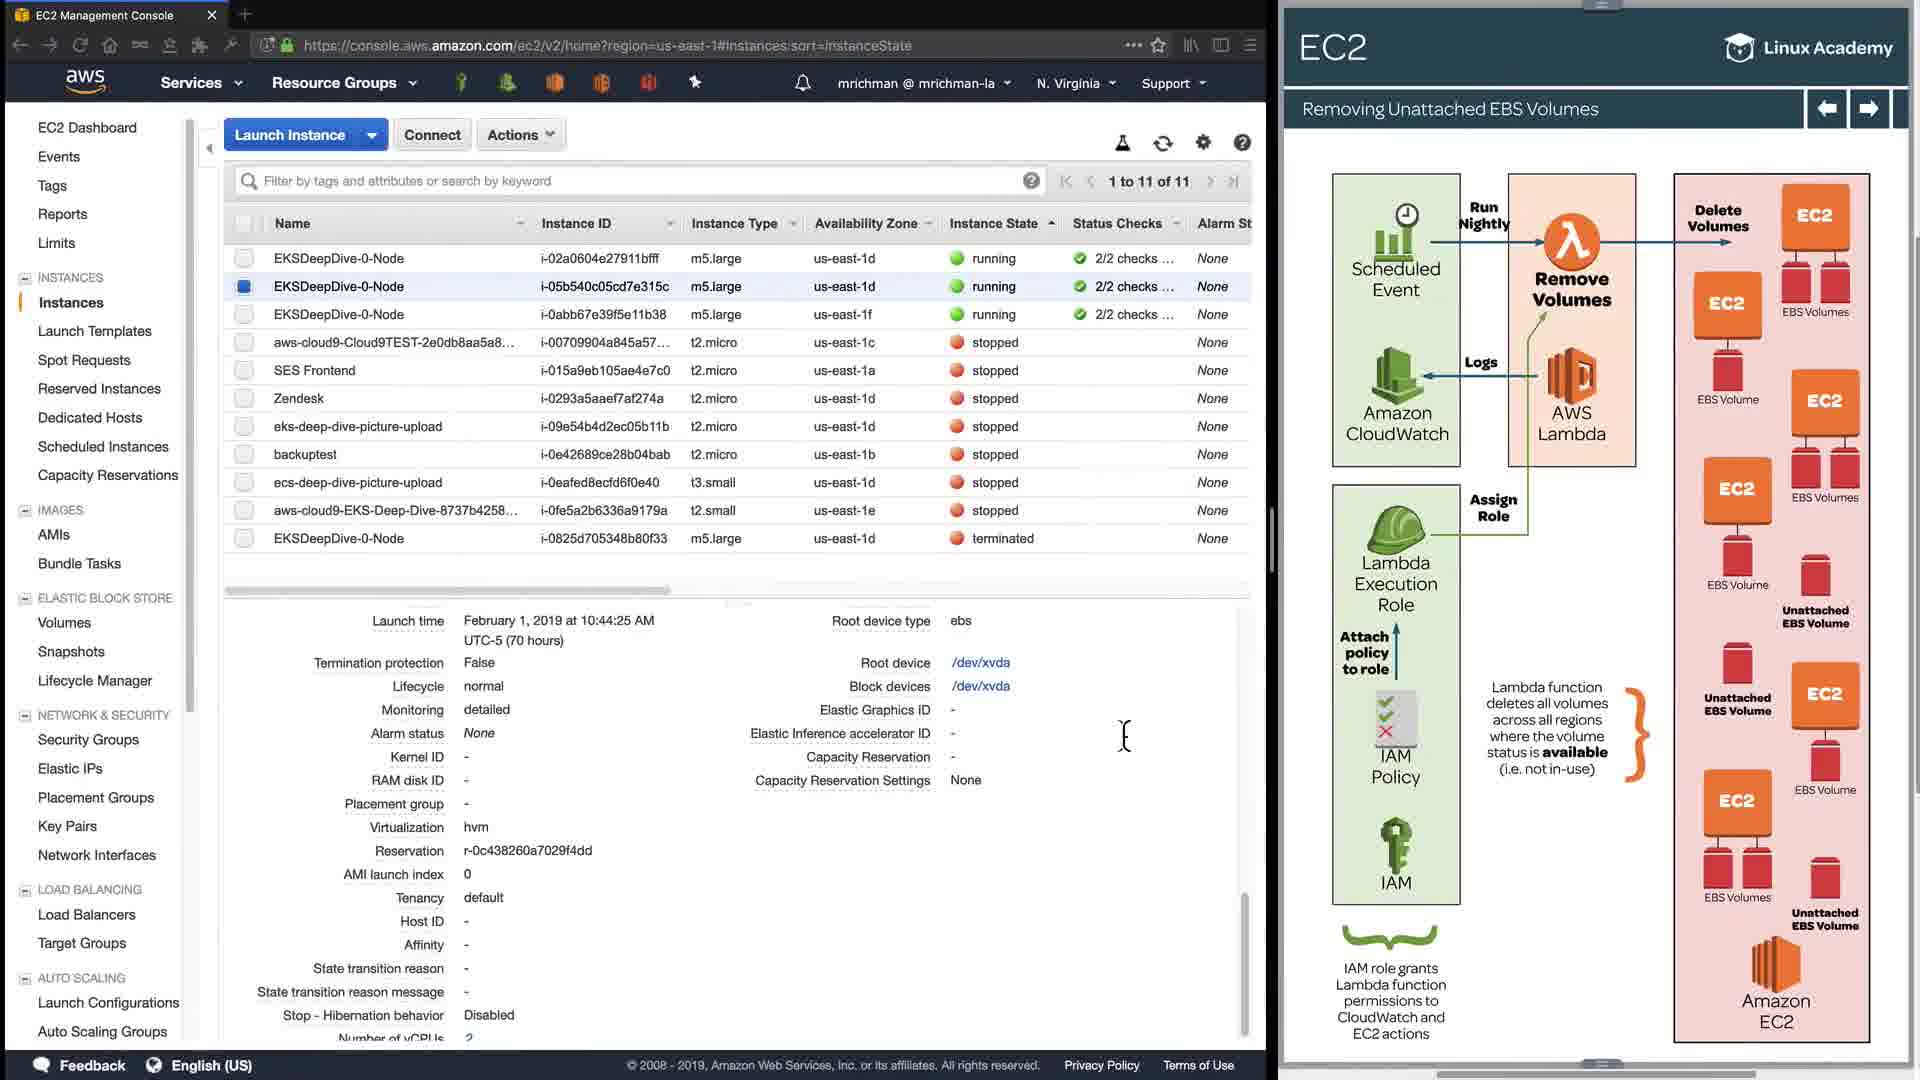 EC2 Management Console
https://console.aws.amazon.com/ec2/v2/home?region=us-east-1#Instances:sort=instanceState
aws
Services
Resource Groups
mrichman @ mrichman-la
N. Virginia
Support
EC2 Dashboard
Events
Tags
Reports
Limits
INSTANCES
Instances
Launch Templates
Spot Requests
Reserved Instances
Dedicated Hosts
Scheduled Instances
Capacity Reservations
IMAGES
AMIs
Bundle Tasks
ELASTIC BLOCK STORE
Volumes
Snapshots
Lifecycle Manager
NETWORK & SECURITY
Security Groups
Elastic IPs
Placement Groups
Key Pairs
Network Interfaces
LOAD BALANCING
Load Balancers
Target Groups
AUTO SCALING
Launch Configurations
Auto Scaling Groups
Launch Instance
Connect
Actions
Filter by tags and attributes or search by keyword
1 to 11 of 11
Name Instance ID Instance Type Availability Zone Instance State Status Checks Alarm St
EKSDeepDive-0-Node i-02a0604e27911bfff m5.large us-east-1d running 2/2 checks ... None
EKSDeepDive-0-Node i-05b540c05cd7e315c m5.large us-east-1d running 2/2 checks ... None
EKSDeepDive-0-Node i-0abb67e39f5e11b38 m5.large us-east-1f running 2/2 checks ... None
aws-cloud9-Cloud9TEST-2e0db8aa5a8... i-00709904a845a57... t2.micro us-east-1c stopped None
SES Frontend i-015a9eb105ae4e7c0 t2.micro us-east-1a stopped None
Zendesk i-0293a5aaef7af274a t2.micro us-east-1d stopped None
eks-deep-dive-picture-upload i-09e54b4d2ec05b11b t2.micro us-east-1d stopped None
backuptest i-0e42689ce28b04bab t2.micro us-east-1b stopped None
ecs-deep-dive-picture-upload i-0eafed8ecfd6f0e40 t3.small us-east-1d stopped None
aws-cloud9-EKS-Deep-Dive-8737b4258... i-0fe5a2b6336a9179a t2.small us-east-1e stopped None
EKSDeepDive-0-Node i-0825d705348b80f33 m5.large us-east-1d terminated None
Launch time February 1, 2019 at 10:44:25 AM
UTC-5 (70 hours)
Termination protection False
Lifecycle normal
Monitoring detailed
Alarm status None
Kernel ID -
RAM disk ID -
Placement group -
Virtualization hvm
Reservation r-0c438260a7029f4dd
AMI launch index 0
Tenancy default
Host ID -
Affinity -
State transition reason -
State transition reason message -
Stop - Hibernation behavior Disabled
Number of vCPUs 2
Root device type ebs
Root device /dev/xvda
Block devices /dev/xvda
Elastic Graphics ID -
Elastic Inference accelerator ID -
Capacity Reservation -
Capacity Reservation Settings None
Feedback
English (US)
© 2008 - 2019, Amazon Web Services, Inc. or its affiliates. All rights reserved.
Privacy Policy
Terms of Use
EC2
Linux Academy
Removing Unattached EBS Volumes
Scheduled
Event
Run
Nightly
Remove
Volumes
Delete
Volumes
Amazon
CloudWatch
Logs
AWS
Lambda
Assign
Role
Lambda
Execution
Role
Attach
policy
to role
IAM
Policy
IAM
IAM role grants
Lambda function
permissions to
CloudWatch and
EC2 actions
Lambda function
deletes all volumes
across all regions
where the volume
status is available
(i.e. not in-use)
EC2
EBS Volumes
EC2
EBS Volume
EC2
EBS Volumes
EC2
EBS Volume
Unattached
EBS Volume
Unattached
EBS Volume
EC2
EBS Volume
EC2
EBS Volumes
Unattached
EBS Volume
Amazon
EC2